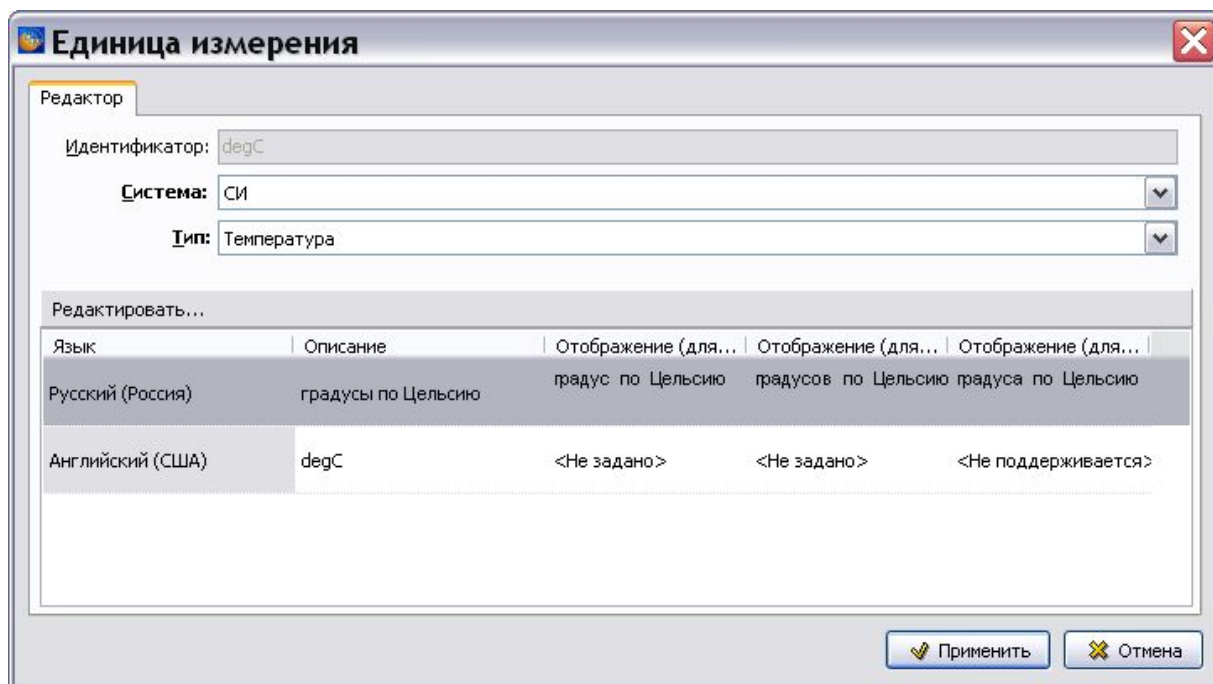 Единица измерения
Редактор
Идентификатор: degC
Система: СИ
Тип: Температура
Редактировать...
Язык Описание Отображение (для... Отображение (для... Отображение (для...
Русский (Россия) градусы по Цельсию градус по Цельсию градусов по Цельсию градуса по Цельсию
Английский (США) degC <Не задано> <Не задано> <Не поддерживается>
Применить Отмена